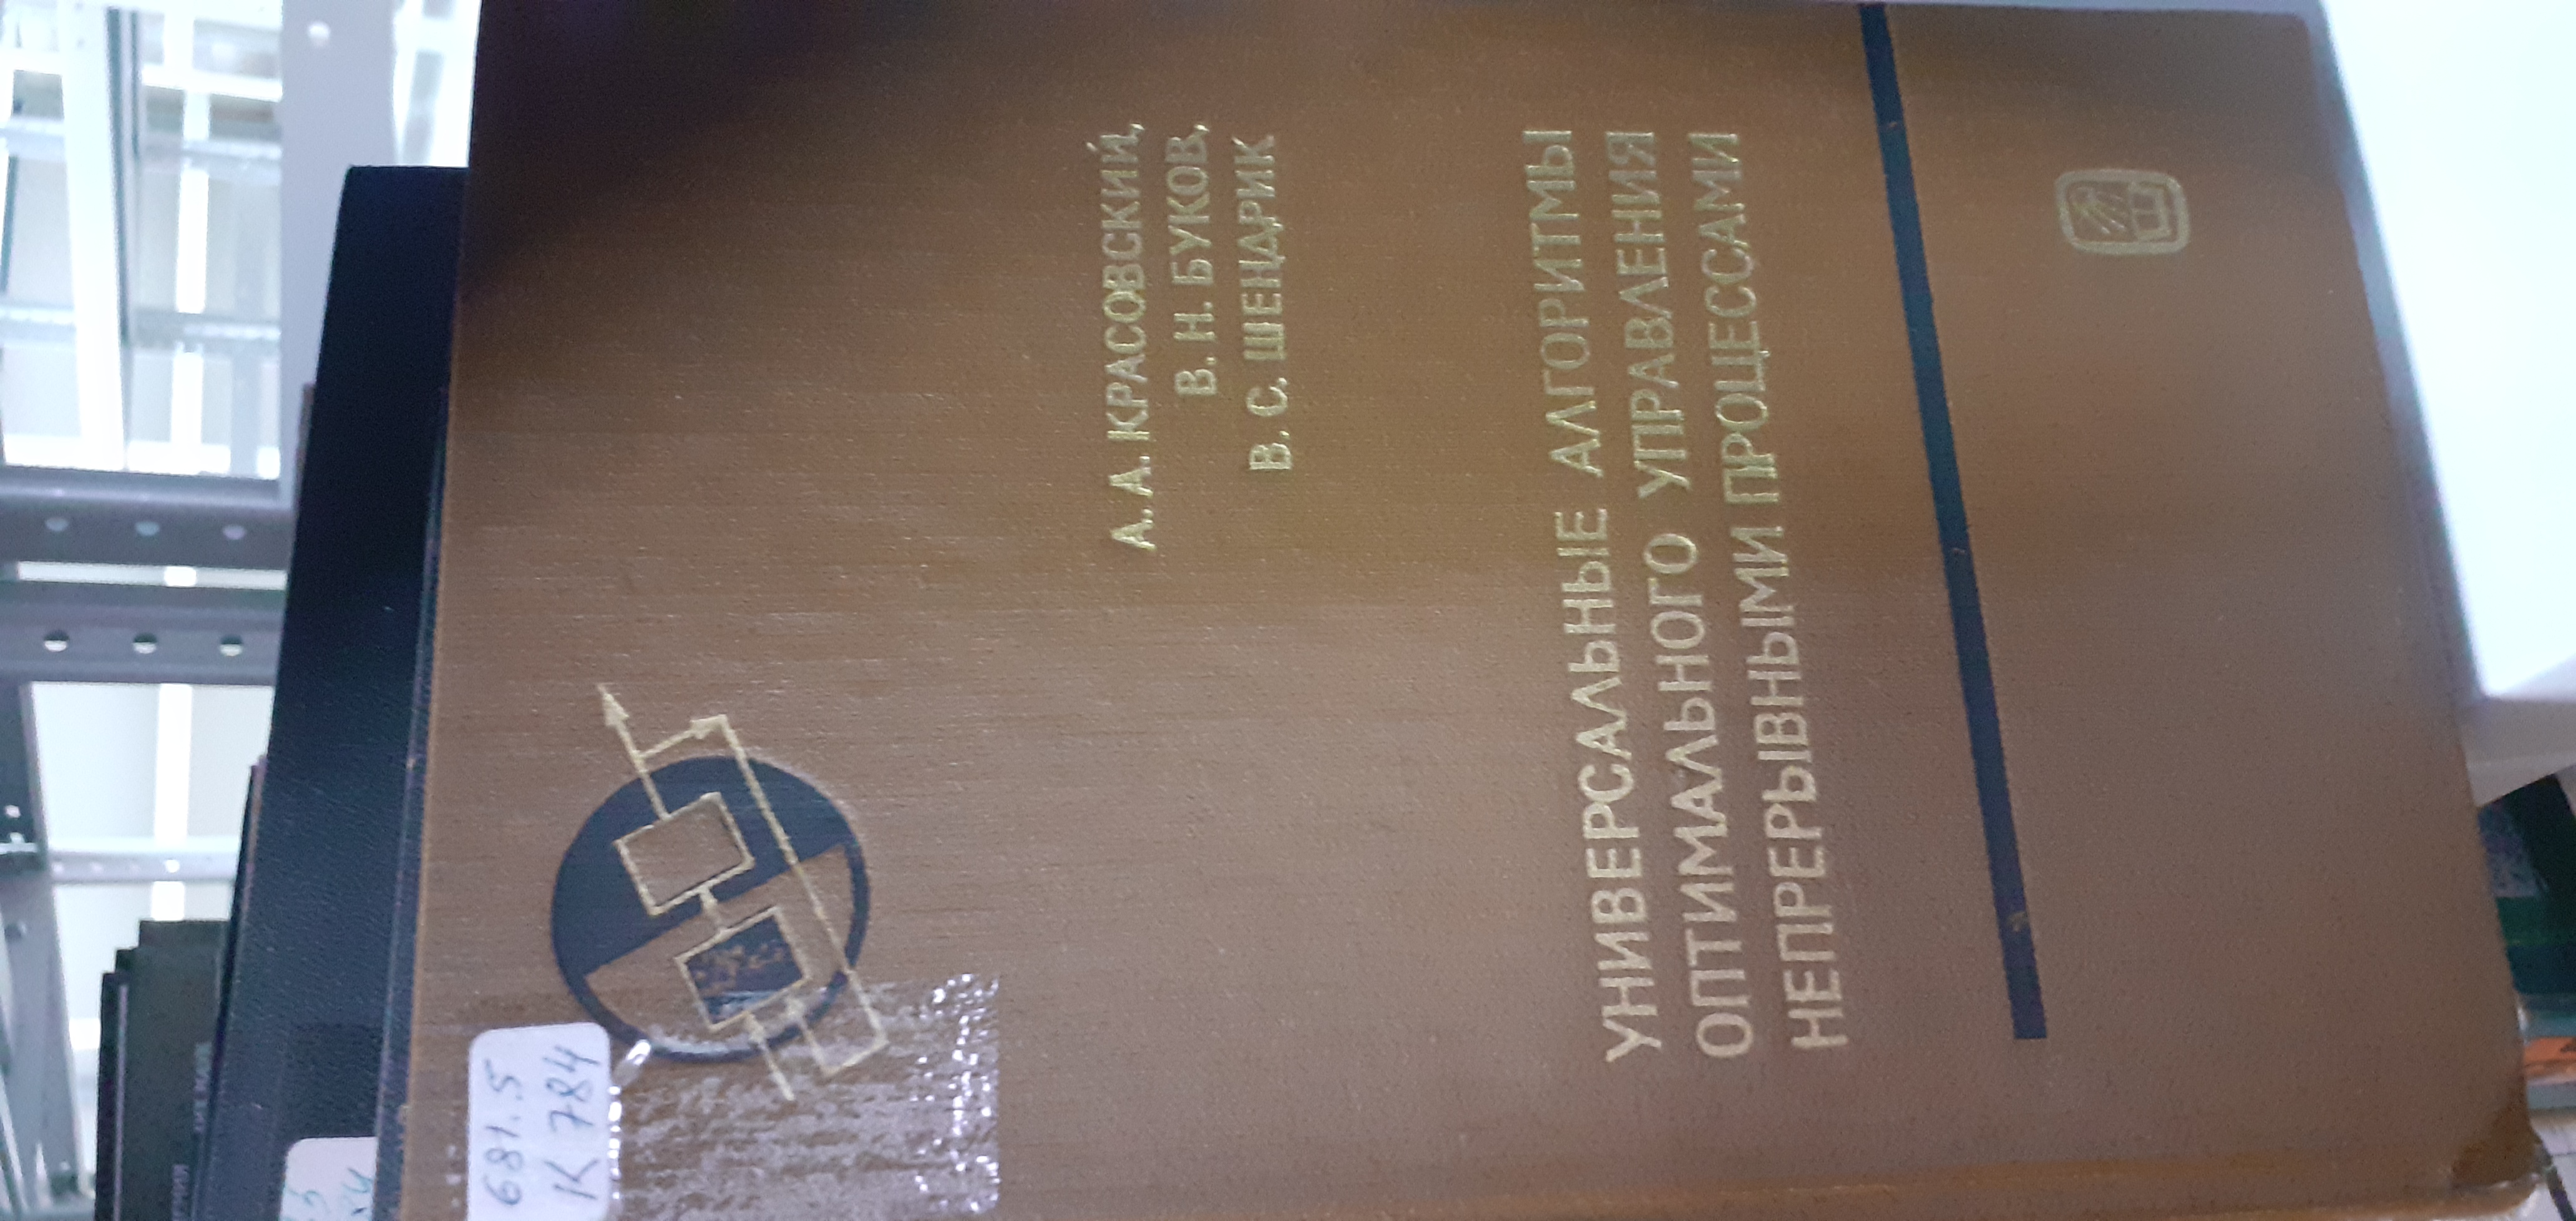 А. А. КРАСОВСКИЙ,
В. Н. БУКОВ,
В. С. ШЕНДРИК
УНИВЕРСАЛЬНЫЕ АЛГОРИТМЫ
ОПТИМАЛЬНОГО УПРАВЛЕНИЯ
НЕПРЕРЫВНЫМИ ПРОЦЕССАМИ
681.5
К 784